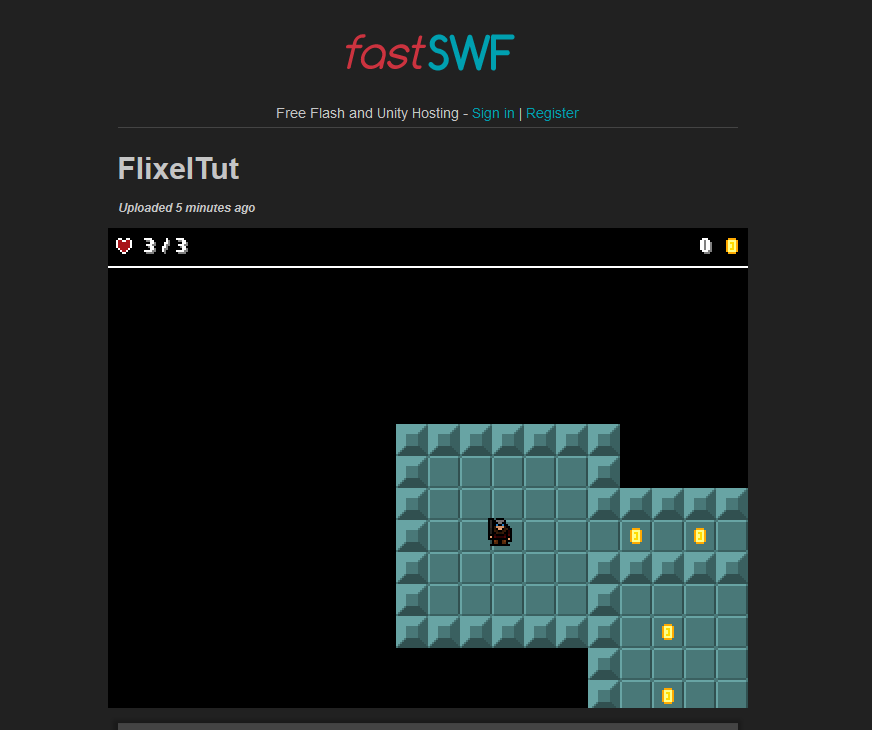 fastSWF
Free Flash and Unity Hosting - Sign in | Register
FlixelTut
Uploaded 5 minutes ago
3/3
0